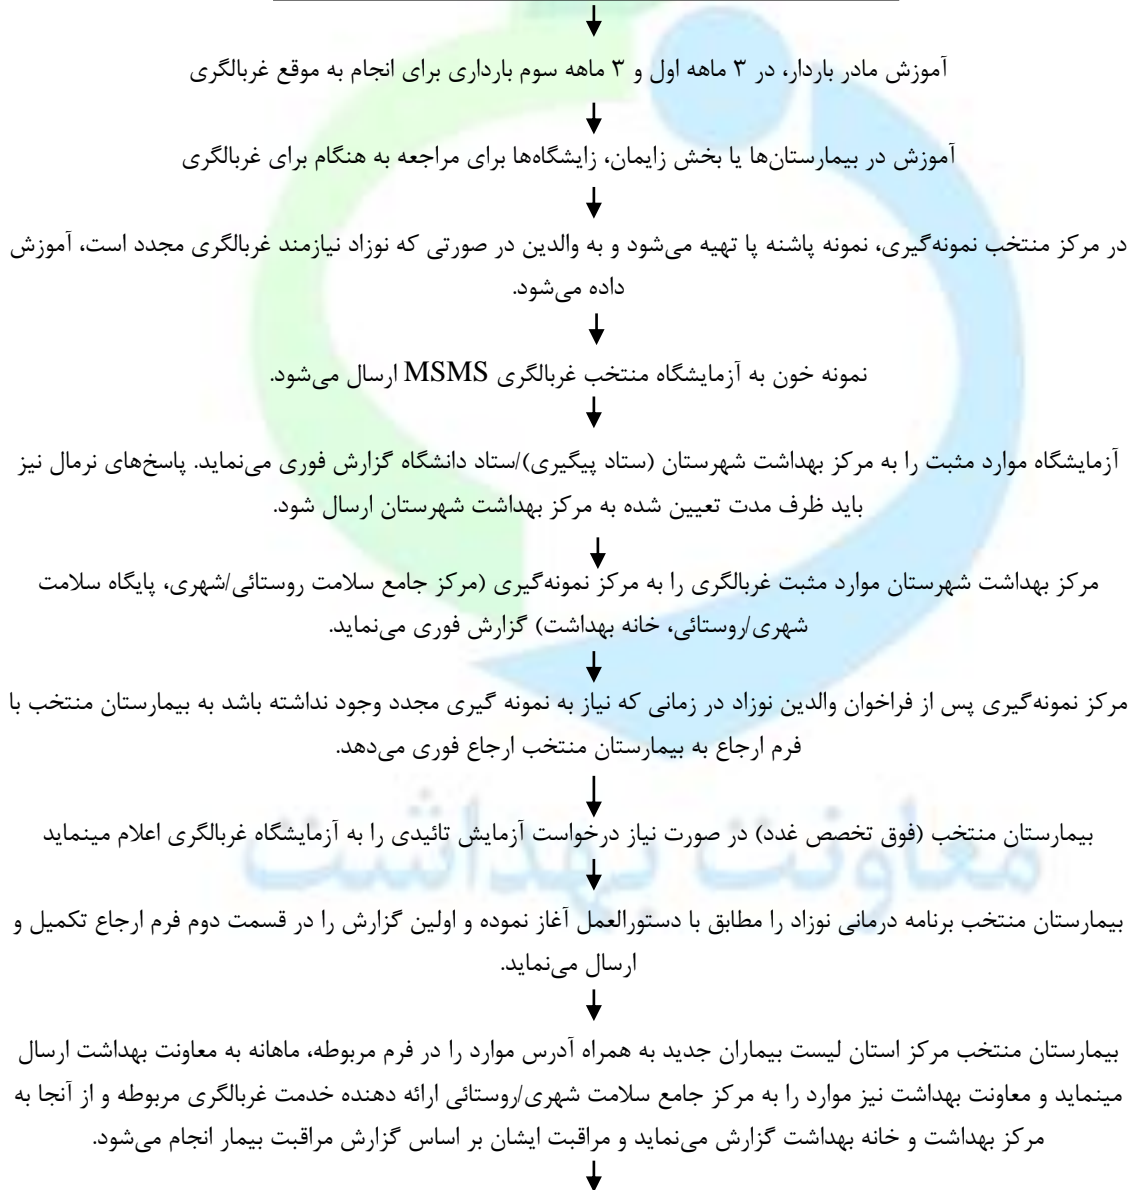 آموزش مادر باردار، در ۳ ماهه اول و ۳ ماهه سوم بارداری برای انجام به موقع غربالگری
آموزش در بیمارستان‌ها یا بخش زایمان، زایشگاه‌ها برای مراجعه به هنگام برای غربالگری
در مرکز منتخب نمونه‌گیری، نمونه پاشنه پا تهیه می‌شود و به والدین در صورتی که نوزاد نیازمند غربالگری مجدد است، آموزش
داده می‌شود.
نمونه خون به آزمایشگاه منتخب غربالگری MSMS ارسال می‌شود.
آزمایشگاه موارد مثبت را به مرکز بهداشت شهرستان (ستاد پیگیری)/ستاد دانشگاه گزارش فوری می‌نماید. پاسخ‌های نرمال نیز
باید ظرف مدت تعیین شده به مرکز بهداشت شهرستان ارسال شود.
مرکز بهداشت شهرستان موارد مثبت غربالگری را به مرکز نمونه‌گیری (مرکز جامع سلامت روستائی/شهری، پایگاه سلامت
شهری/روستائی، خانه بهداشت) گزارش فوری می‌نماید.
مرکز نمونه‌گیری پس از فراخوان والدین نوزاد در زمانی که نیاز به نمونه گیری مجدد وجود نداشته باشد به بیمارستان منتخب با
فرم ارجاع به بیمارستان منتخب ارجاع فوری می‌دهد.
بیمارستان منتخب (فوق تخصص غدد) در صورت نیاز درخواست آزمایش تائیدی را به آزمایشگاه غربالگری اعلام مینماید
معاونت بهداشت
بیمارستان منتخب برنامه درمانی نوزاد را مطابق با دستورالعمل آغاز نموده و اولین گزارش را در قسمت دوم فرم ارجاع تکمیل و
ارسال می‌نماید.
بیمارستان منتخب مرکز استان لیست بیماران جدید به همراه آدرس موارد را در فرم مربوطه، ماهانه به معاونت بهداشت ارسال
مینماید و معاونت بهداشت نیز موارد را به مرکز جامع سلامت شهری/روستائی ارائه دهنده خدمت غربالگری مربوطه و از آنجا به
مرکز بهداشت و خانه بهداشت گزارش می‌نماید و مراقبت ایشان بر اساس گزارش مراقبت بیمار انجام می‌شود.